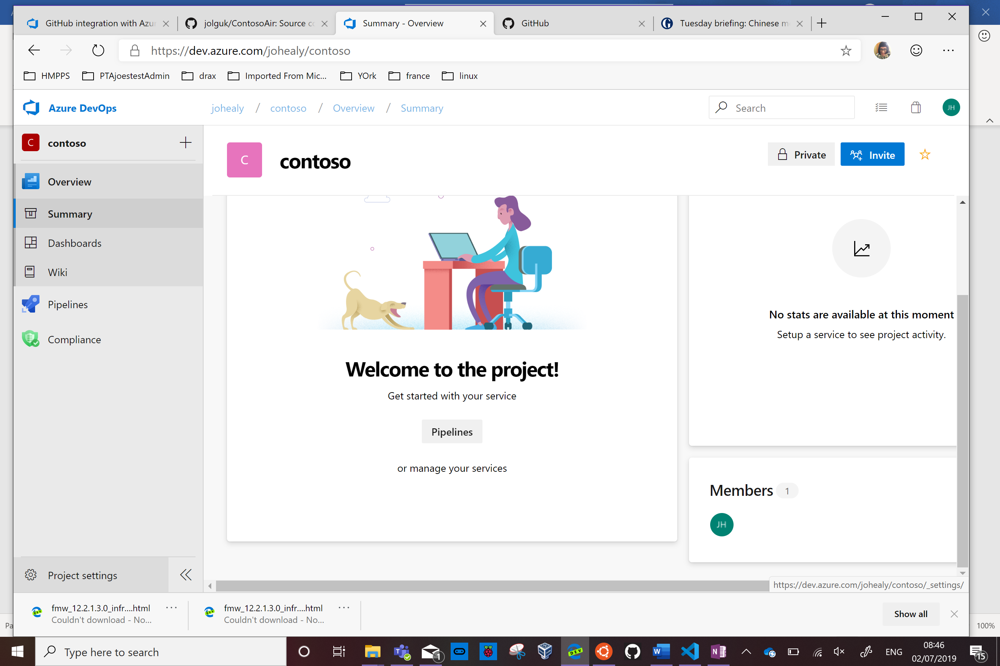 GitHub integration with Azur
jolguk/ContosoAir: Source co
Summary - Overview
GitHub
Tuesday briefing: Chinese m
https://dev.azure.com/johealy/contoso
HMPPS
PTAjoestestAdmin
drax
Imported From Mic...
YOrk
france
linux
Azure DevOps
johealy / contoso / Overview / Summary
Search
JH
C
contoso
C
contoso
Private
Invite
Overview
Summary
Dashboards
Wiki
Pipelines
Compliance
No stats are available at this moment
Setup a service to see project activity.
Welcome to the project!
Get started with your service
Pipelines
or manage your services
Members 1
JH
Project settings
https://dev.azure.com/johealy/contoso/_settings/
fmw_12.2.1.3.0_infr....html
Couldn't download - No...
fmw_12.2.1.3.0_infr....html
Couldn't download - No...
Show all
Pa
100%
Type here to search
1
DEV
ENG
08:46
02/07/2019
15